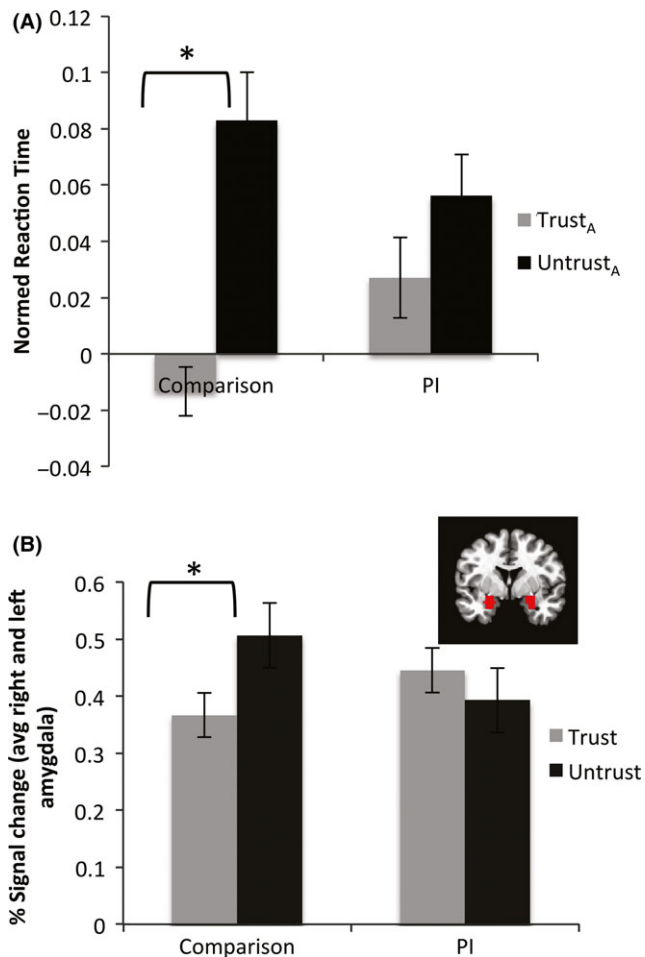 (A)
0.12
0.1
0.08
0.06
0.04
0.02
0
−0.02
−0.04
Normed Reaction Time
*
Comparison
PI
Trust_A
Untrust_A
(B)
0.6
0.5
0.4
0.3
0.2
0.1
0
% Signal change (avg right and left
amygdala)
*
Comparison
PI
Trust
Untrust